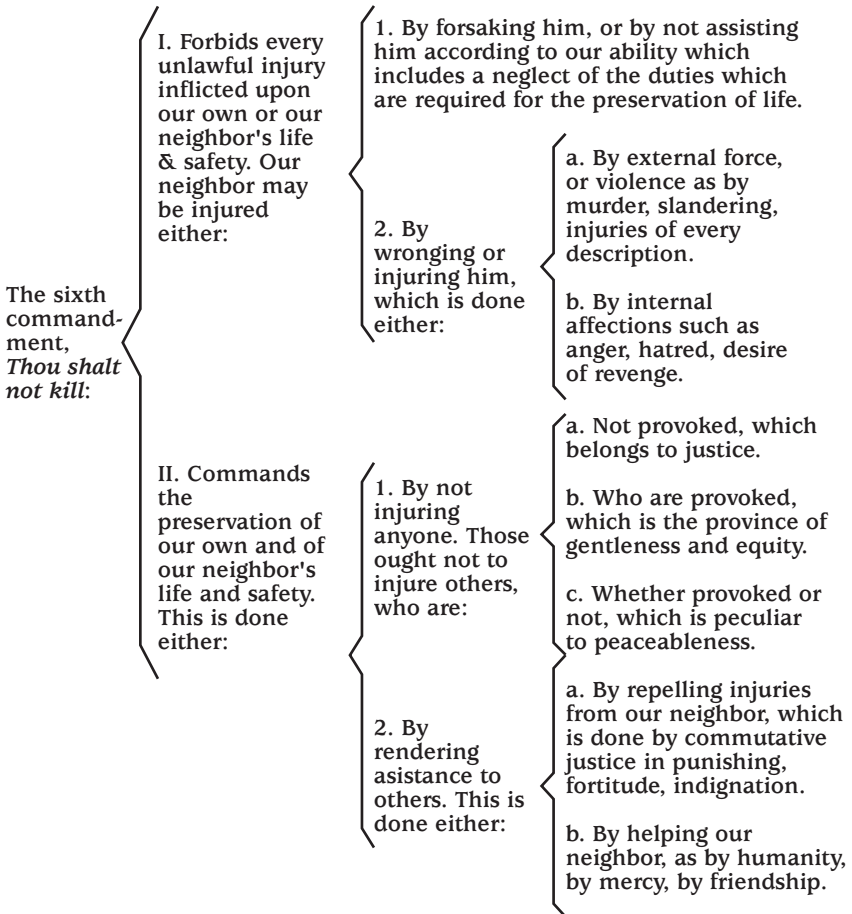 The sixth
command-
ment,
Thou shalt
not kill:
I. Forbids every
unlawful injury
inflicted upon
our own or our
neighbor's life
& safety. Our
neighbor may
be injured
either:
1. By forsaking him, or by not assisting
him according to our ability which
includes a neglect of the duties which
are required for the preservation of life.
2. By
wronging or
injuring him,
which is done
either:
a. By external force,
or violence as by
murder, slandering,
injuries of every
description.
b. By internal
affections such as
anger, hatred, desire
of revenge.
II. Commands
the
preservation of
our own and of
our neighbor's
life and safety.
This is done
either:
1. By not
injuring
anyone. Those
ought not to
injure others,
who are:
a. Not provoked, which
belongs to justice.
b. Who are provoked,
which is the province of
gentleness and equity.
c. Whether provoked or
not, which is peculiar
to peaceableness.
2. By
rendering
asistance to
others. This is
done either:
a. By repelling injuries
from our neighbor, which
is done by commutative
justice in punishing,
fortitude, indignation.
b. By helping our
neighbor, as by humanity,
by mercy, by friendship.